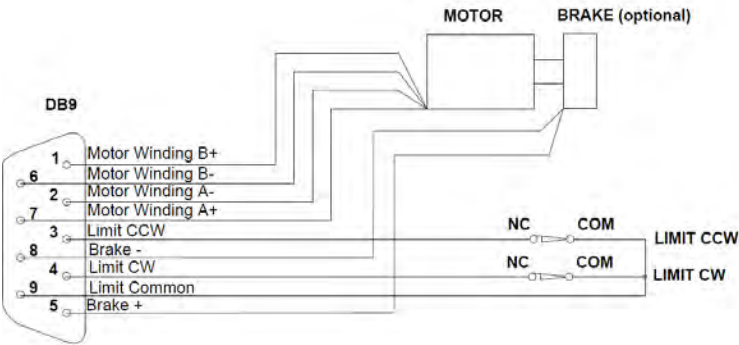 MOTOR
BRAKE (optional)
DB9
1 Motor Winding B+
6 Motor Winding B-
2 Motor Winding A-
7 Motor Winding A+
3 Limit CCW
NC COM
LIMIT CCW
8 Brake -
4 Limit CW
NC COM
LIMIT CW
9 Limit Common
5 Brake +